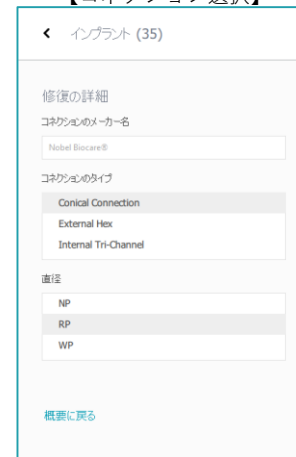 【コネクション選択】
インプラント (35)
修復の詳細
コネクションのメーカー名
Nobel Biocare®
コネクションのタイプ
Conical Connection
External Hex
Internal Tri-Channel
直径
NP
RP
WP
概要に戻る